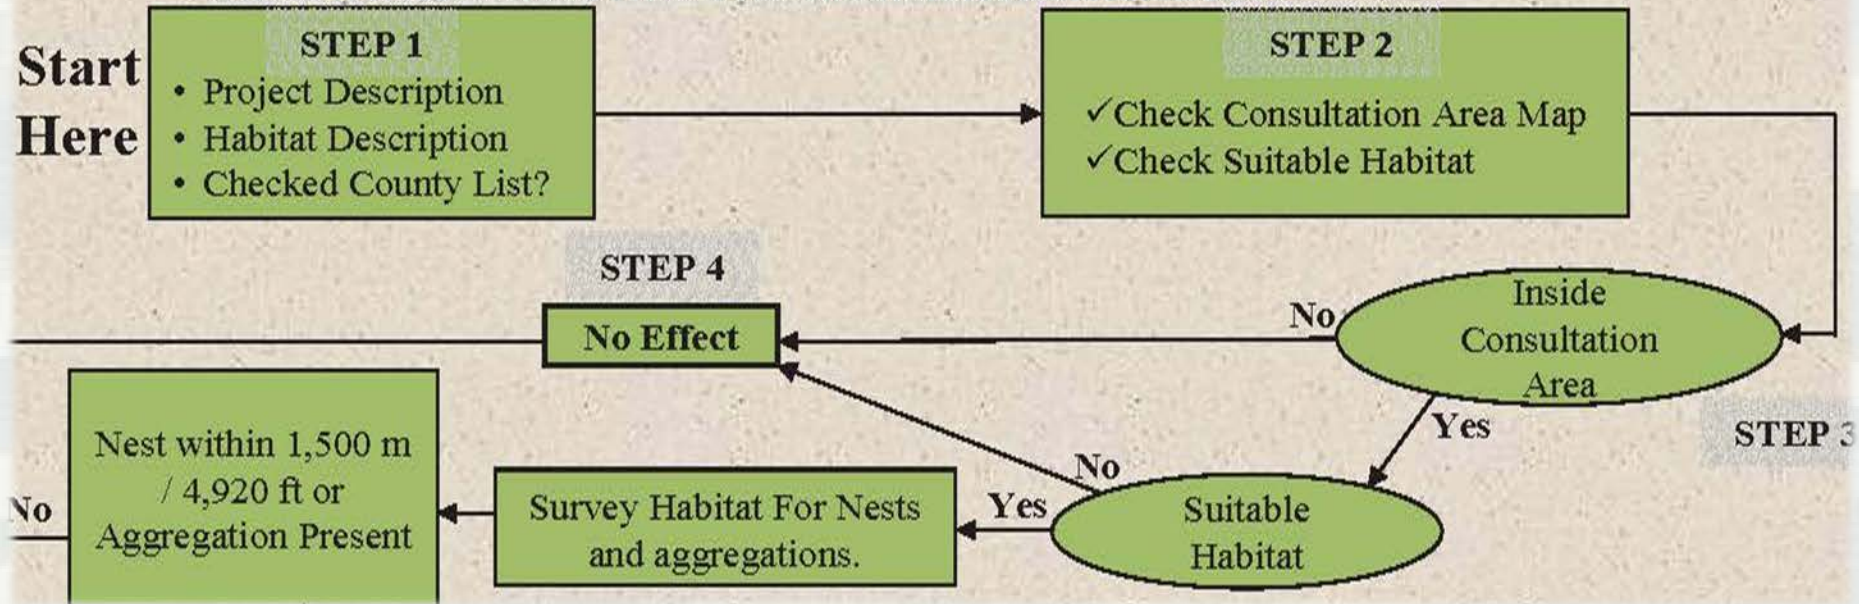 Start
Here
STEP 1
• Project Description
• Habitat Description
• Checked County List?
STEP 2
✓Check Consultation Area Map
✓Check Suitable Habitat
STEP 4
No Effect
No
Inside
Consultation
Area
Yes
STEP 3
No
Suitable
Habitat
Yes
Survey Habitat For Nests
and aggregations.
Nest within 1,500 m
/ 4,920 ft or
Aggregation Present
No